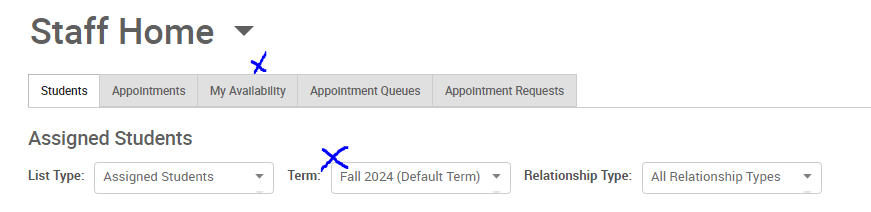 Staff Home
Students Appointments My Availability Appointment Queues Appointment Requests
Assigned Students
List Type: Assigned Students Term: Fall 2024 (Default Term) Relationship Type: All Relationship Types